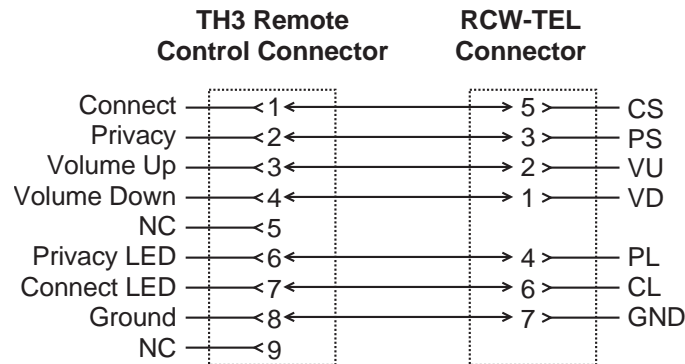 TH3 Remote Control Connector
RCW-TEL Connector
Connect 1 5 CS
Privacy 2 3 PS
Volume Up 3 2 VU
Volume Down 4 1 VD
NC 5
Privacy LED 6 4 PL
Connect LED 7 6 CL
Ground 8 7 GND
NC 9